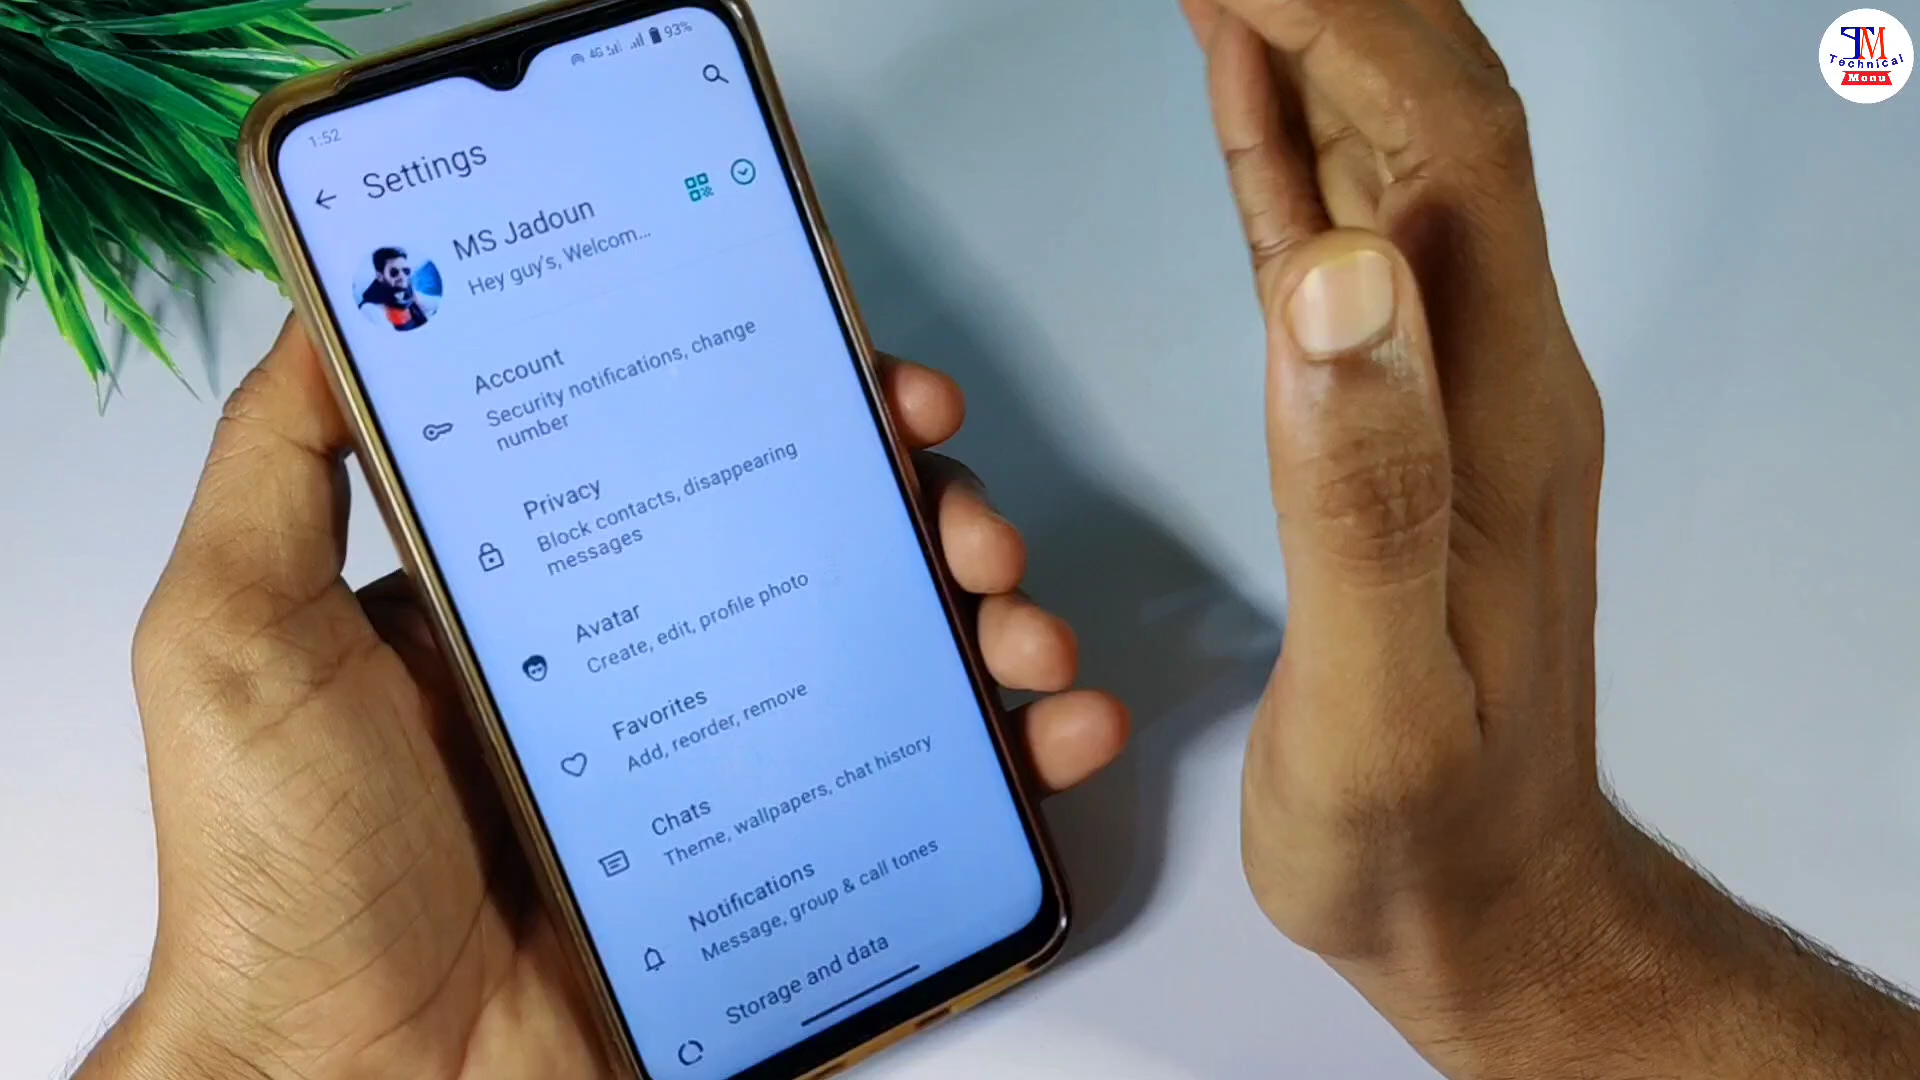 TM
Technical
Monu
4G
93%
1:52
Settings
MS Jadoun
Hey guy's, Welcom...
Account
Security notifications, change
number
Privacy
Block contacts, disappearing
messages
Avatar
Create, edit, profile photo
Favorites
Add, reorder, remove
Chats
Theme, wallpapers, chat history
Notifications
Message, group & call tones
Storage and data